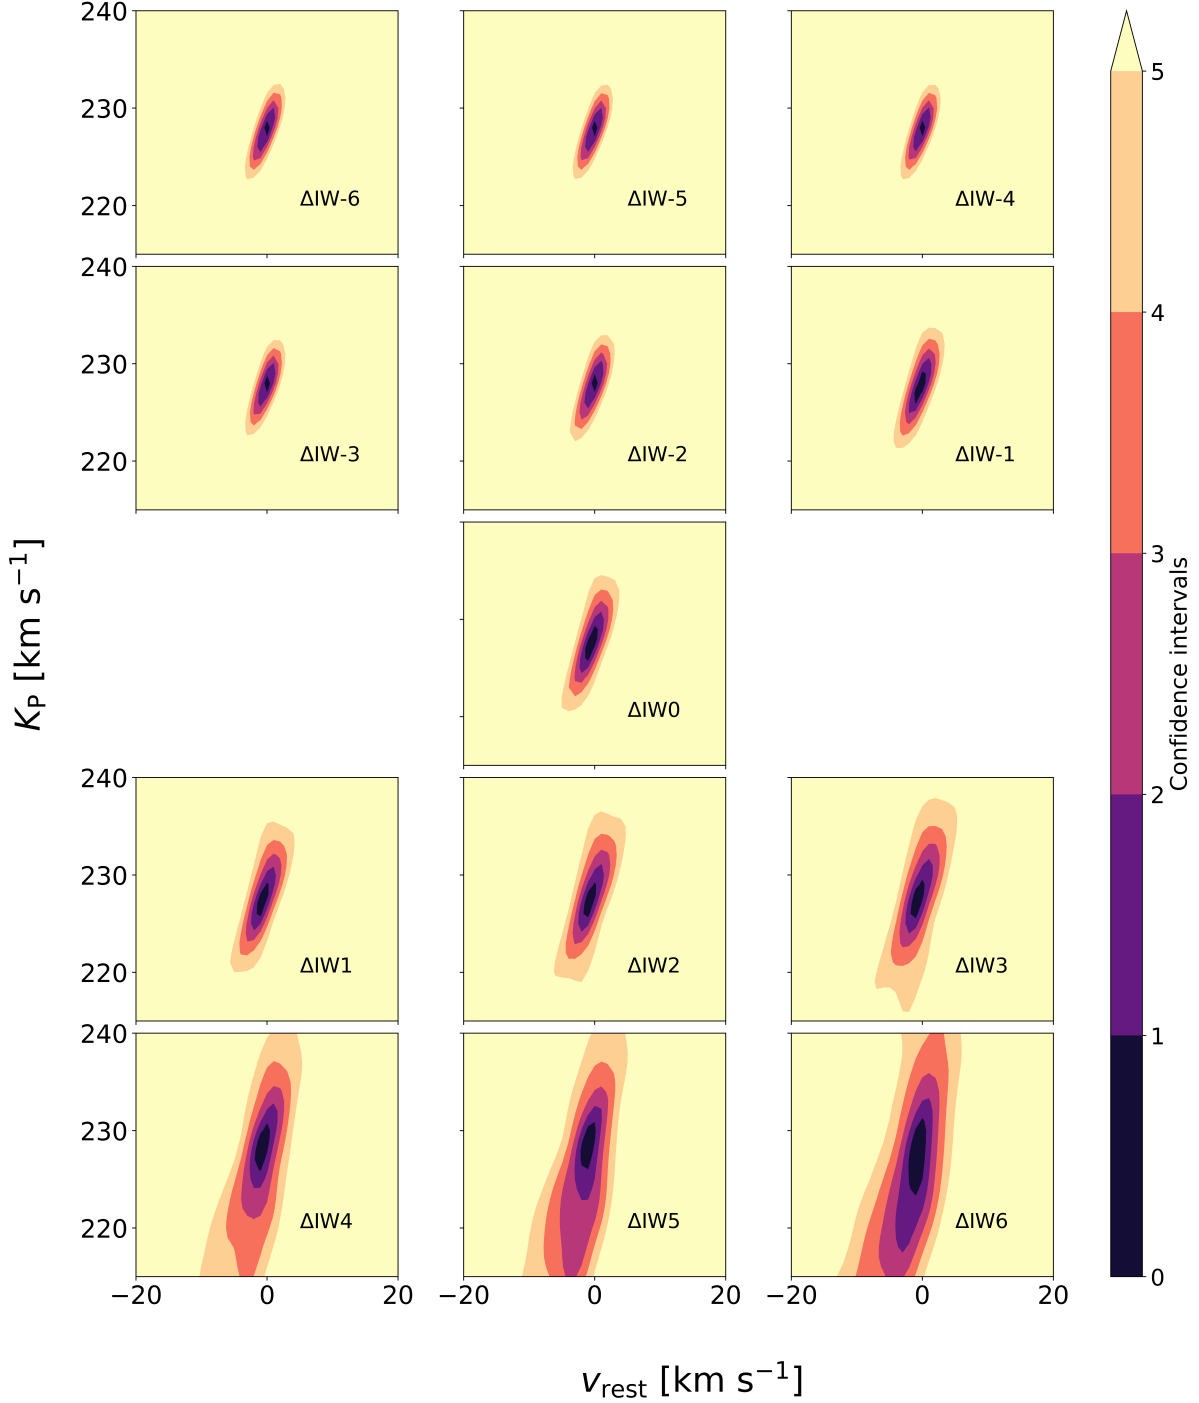 240
230
220
ΔIW-6
ΔIW-5
ΔIW-4
240
230
220
ΔIW-3
ΔIW-2
ΔIW-1
ΔIW0
240
230
220
ΔIW1
ΔIW2
ΔIW3
240
230
220
ΔIW4
ΔIW5
ΔIW6
−20 0 20
−20 0 20
−20 0 20
K_P [km s⁻¹]
v_rest [km s⁻¹]
5
4
3
2
1
0
Confidence intervals